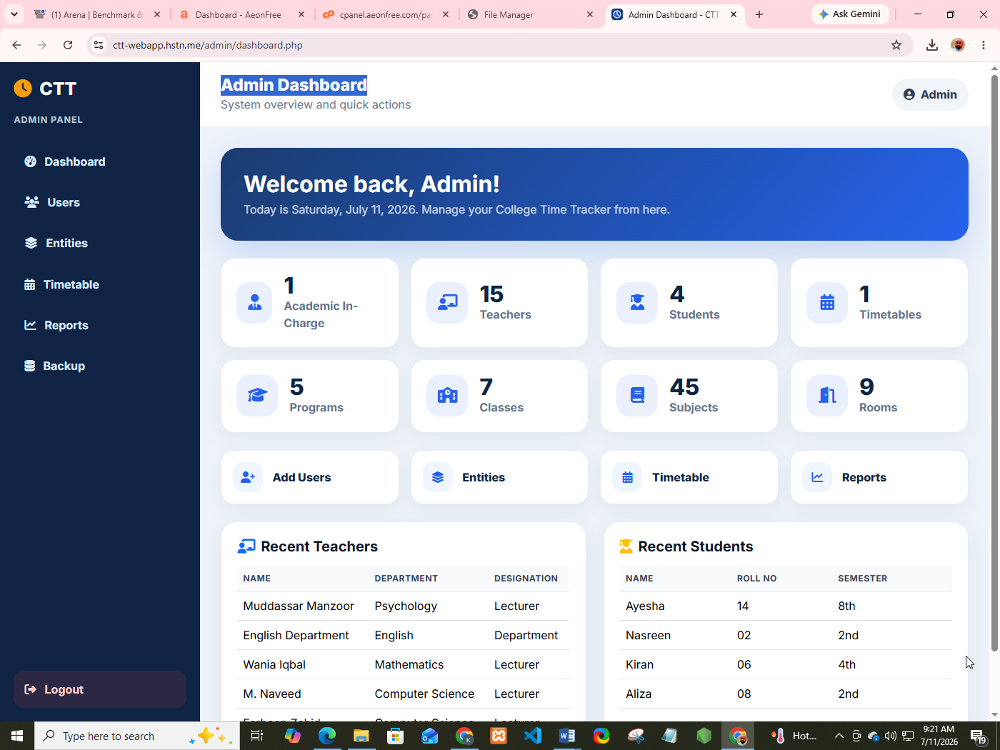 (1) Arena | Benchmark &
Dashboard - AeonFree
cpanel.aeonfree.com/pa
File Manager
Admin Dashboard - CTT
Ask Gemini
ctt-webapp.hstn.me/admin/dashboard.php
CTT
ADMIN PANEL
Dashboard
Users
Entities
Timetable
Reports
Backup
Logout
Admin Dashboard
System overview and quick actions
Admin
Welcome back, Admin!
Today is Saturday, July 11, 2026. Manage your College Time Tracker from here.
1
Academic In-
Charge
15
Teachers
4
Students
1
Timetables
5
Programs
7
Classes
45
Subjects
9
Rooms
Add Users
Entities
Timetable
Reports
Recent Teachers
NAME DEPARTMENT DESIGNATION
Muddassar Manzoor Psychology Lecturer
English Department English Department
Wania Iqbal Mathematics Lecturer
M. Naveed Computer Science Lecturer
Recent Students
NAME ROLL NO SEMESTER
Ayesha 14 8th
Nasreen 02 2nd
Kiran 06 4th
Aliza 08 2nd
Type here to search
Hot...
9:21 AM
7/11/2026
19